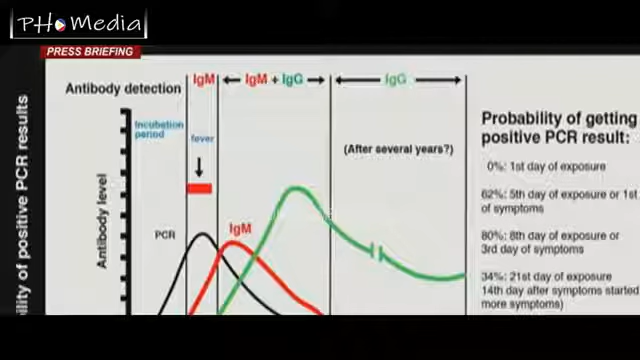 PH Media
PRESS BRIEFING
Antibody detection
IgM
IgM + IgG
IgG
Incubation
period
fever
(After several years?)
PCR
IgM
Antibody level
ility of positive PCR results
Probability of getting
positive PCR result:
0%: 1st day of exposure
62%: 5th day of exposure or 1st
of symptoms
80%: 8th day of exposure or
3rd day of symptoms
34%: 21st day of exposure
14th day after symptoms started
more symptoms)